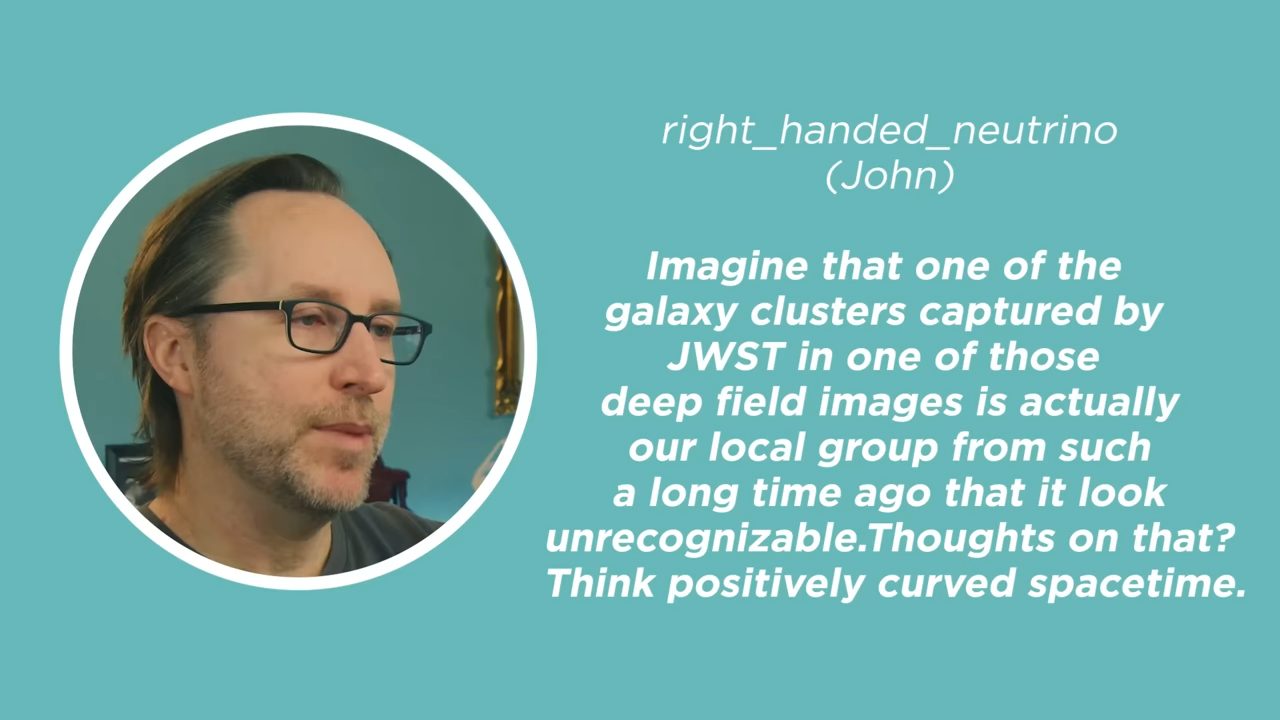 right_handed_neutrino
(John)
Imagine that one of the
galaxy clusters captured by
JWST in one of those
deep field images is actually
our local group from such
a long time ago that it look
unrecognizable.Thoughts on that?
Think positively curved spacetime.